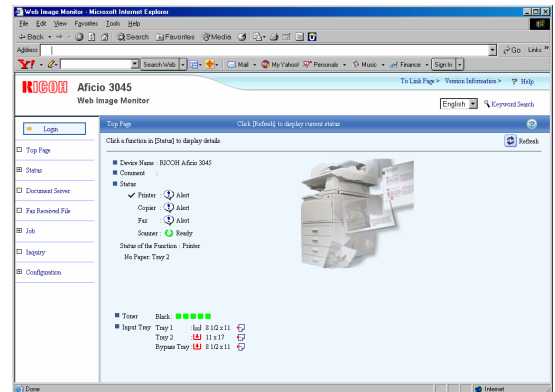 Web Image Monitor - Microsoft Internet Explorer
File Edit View Favorites Tools Help
Back Search Favorites Media
Address Go Links »
Y! Search Web Mail My Yahoo! Personals Music Finance Sign In
RICOH Aficio 3045
Web Image Monitor
To Link Page > Version Information > ? Help
English Keyword Search
Login
Top Page Click [Refresh] to display current status. ?
Click a function in [Status] to display details. Refresh
Top Page
Status
Document Server
Fax Received File
Job
Inquiry
Configuration
Device Name : RICOH Aficio 3045
Comment :
Status
Printer : Alert
Copier : Alert
Fax : Alert
Scanner : Ready
Status of the Function : Printer
No Paper: Tray 2
Toner Black:
Input Tray Tray 1 : 8 1/2 x 11
Tray 2 : 11 x 17
Bypass Tray : 8 1/2 x 11
Done Internet